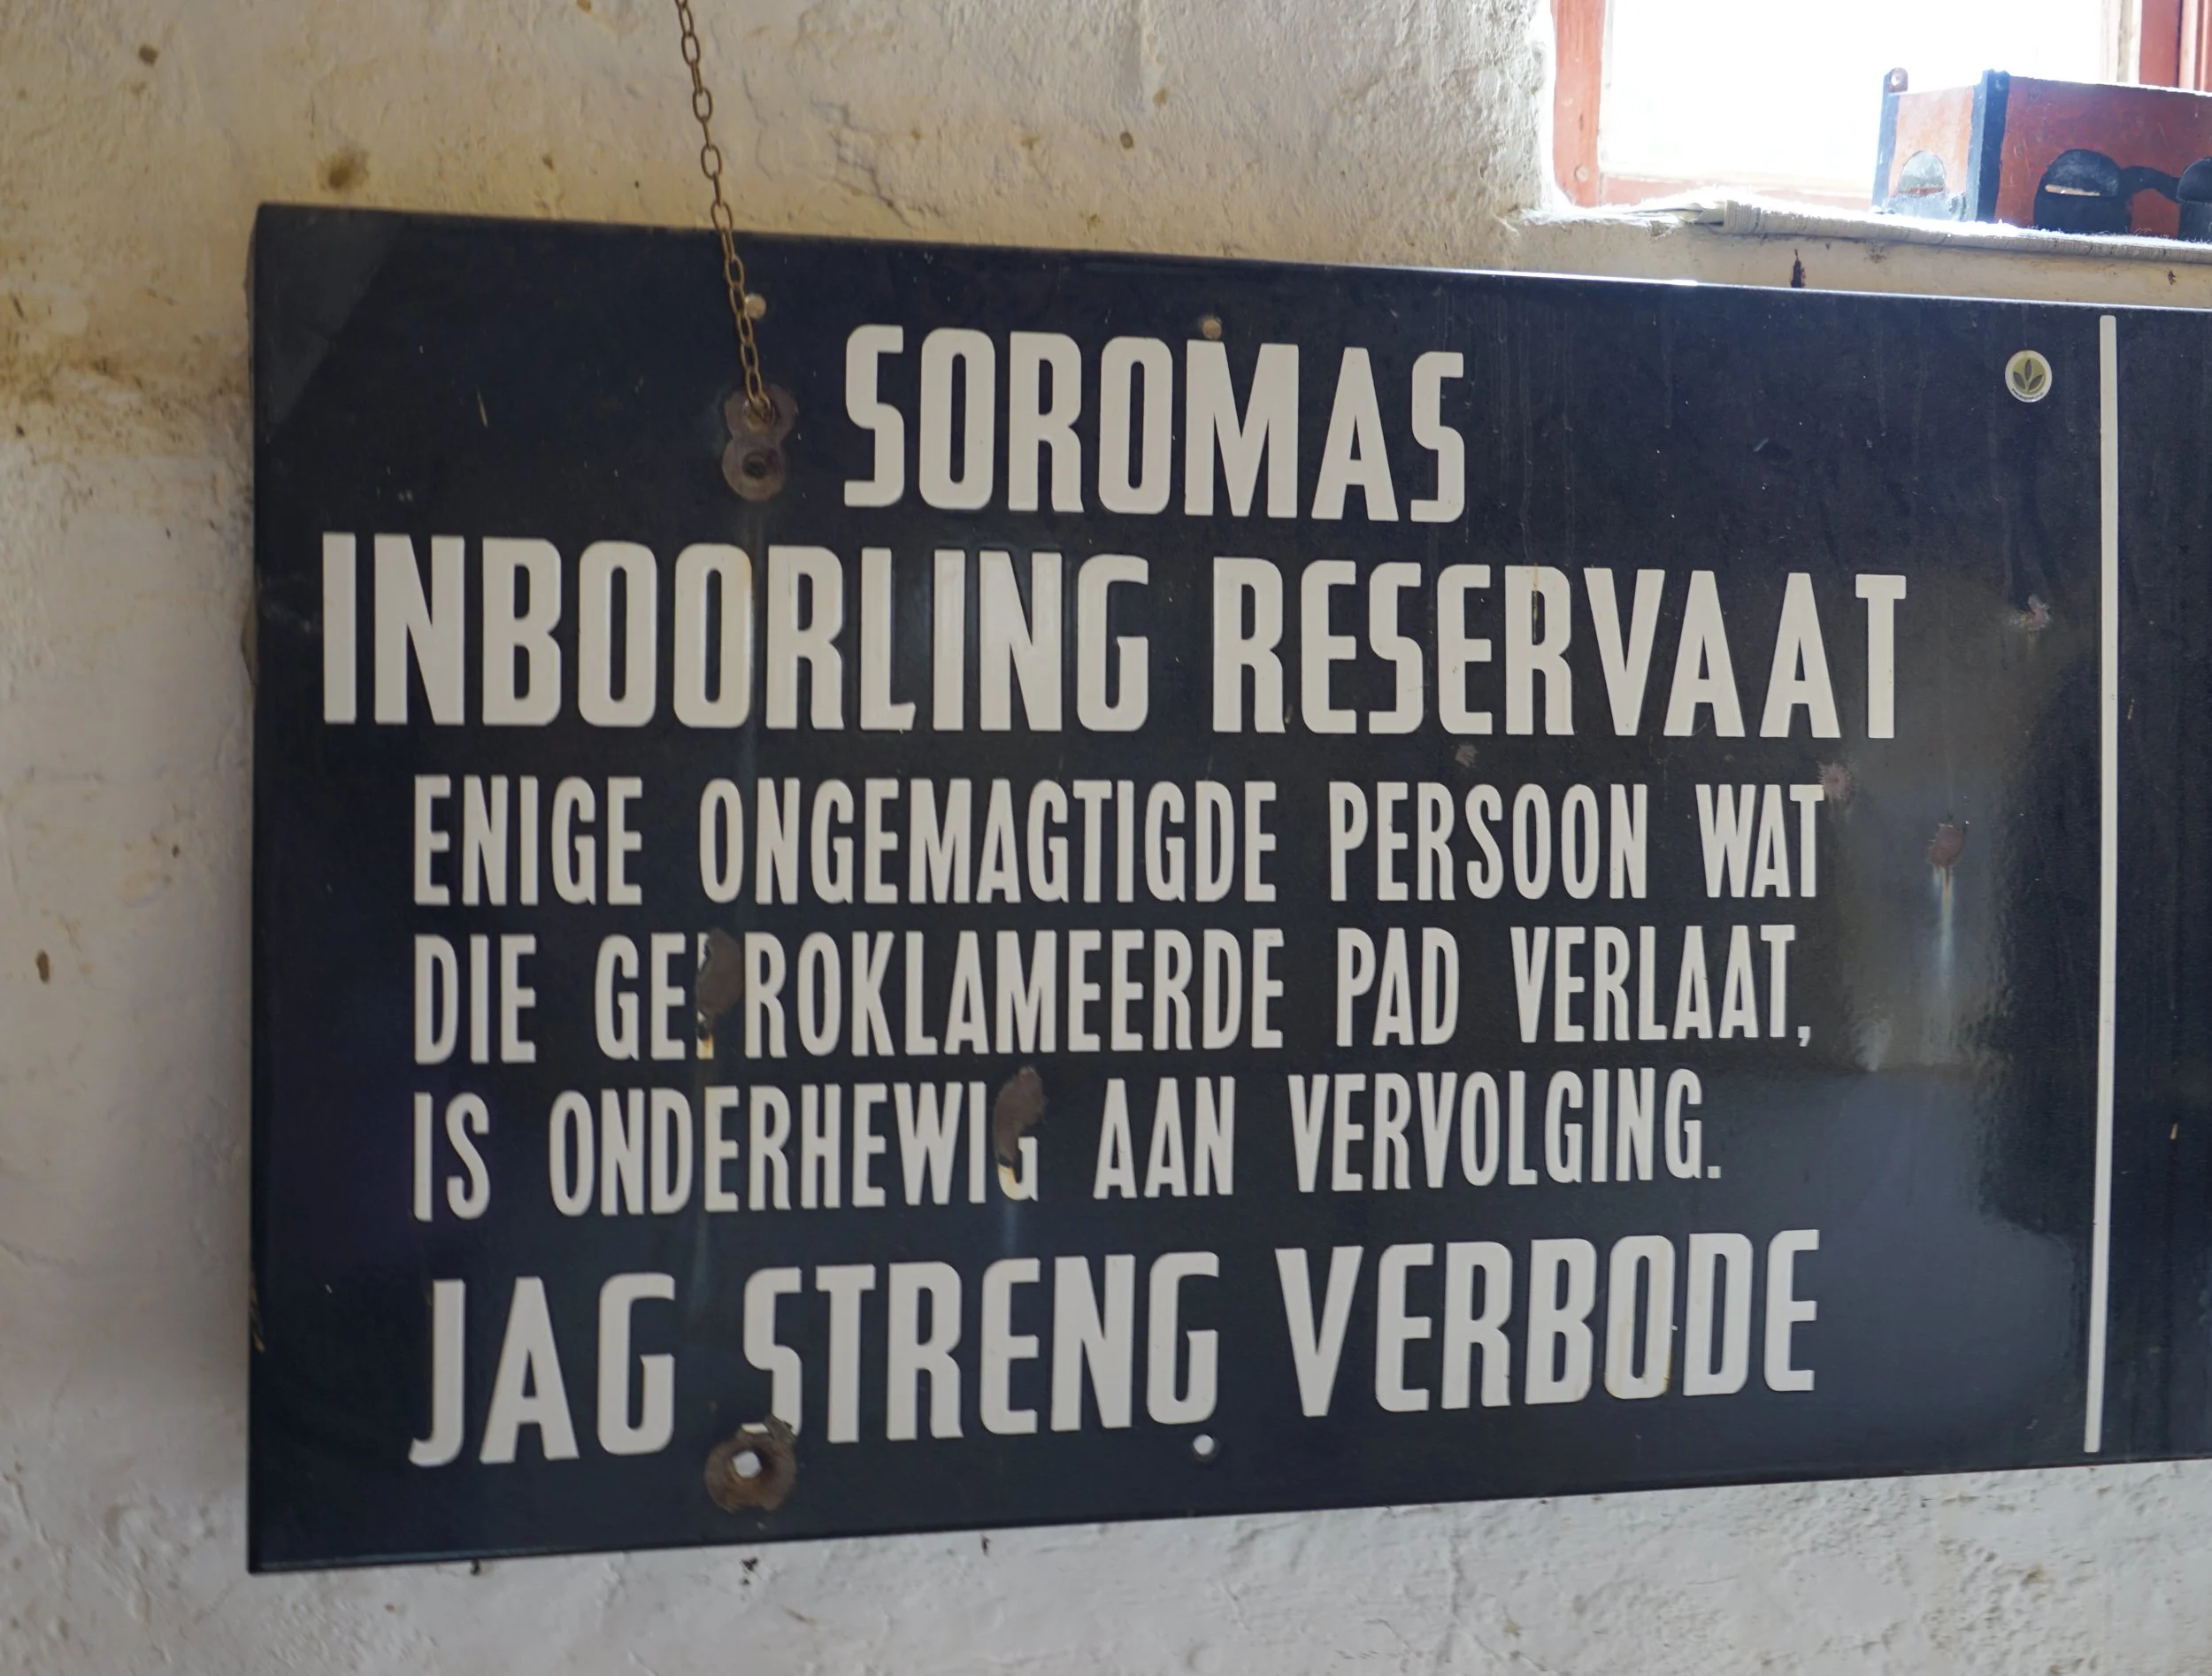 SOROMAS
INBOORLING RESERVAAT
ENIGE ONGEMAGTIGDE PERSOON WAT
DIE GEPROKLAMEERDE PAD VERLAAT,
IS ONDERHEWIG AAN VERVOLGING.
JAG STRENG VERBODE